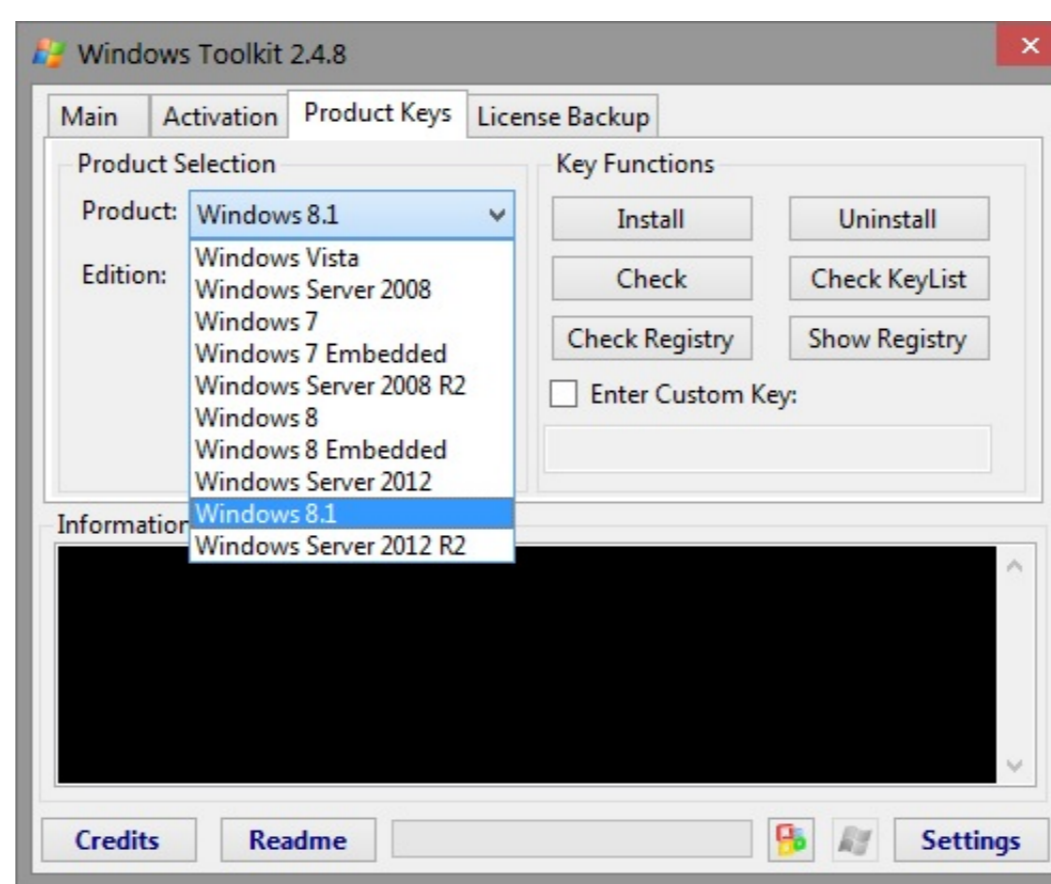 Windows Toolkit 2.4.8
Main Activation Product Keys License Backup
Product Selection
Product: Windows 8.1
Edition:
Windows Vista
Windows Server 2008
Windows 7
Windows 7 Embedded
Windows Server 2008 R2
Windows 8
Windows 8 Embedded
Windows Server 2012
Windows 8.1
Windows Server 2012 R2
Key Functions
Install Uninstall
Check Check KeyList
Check Registry Show Registry
Enter Custom Key:
Information
Credits Readme Settings